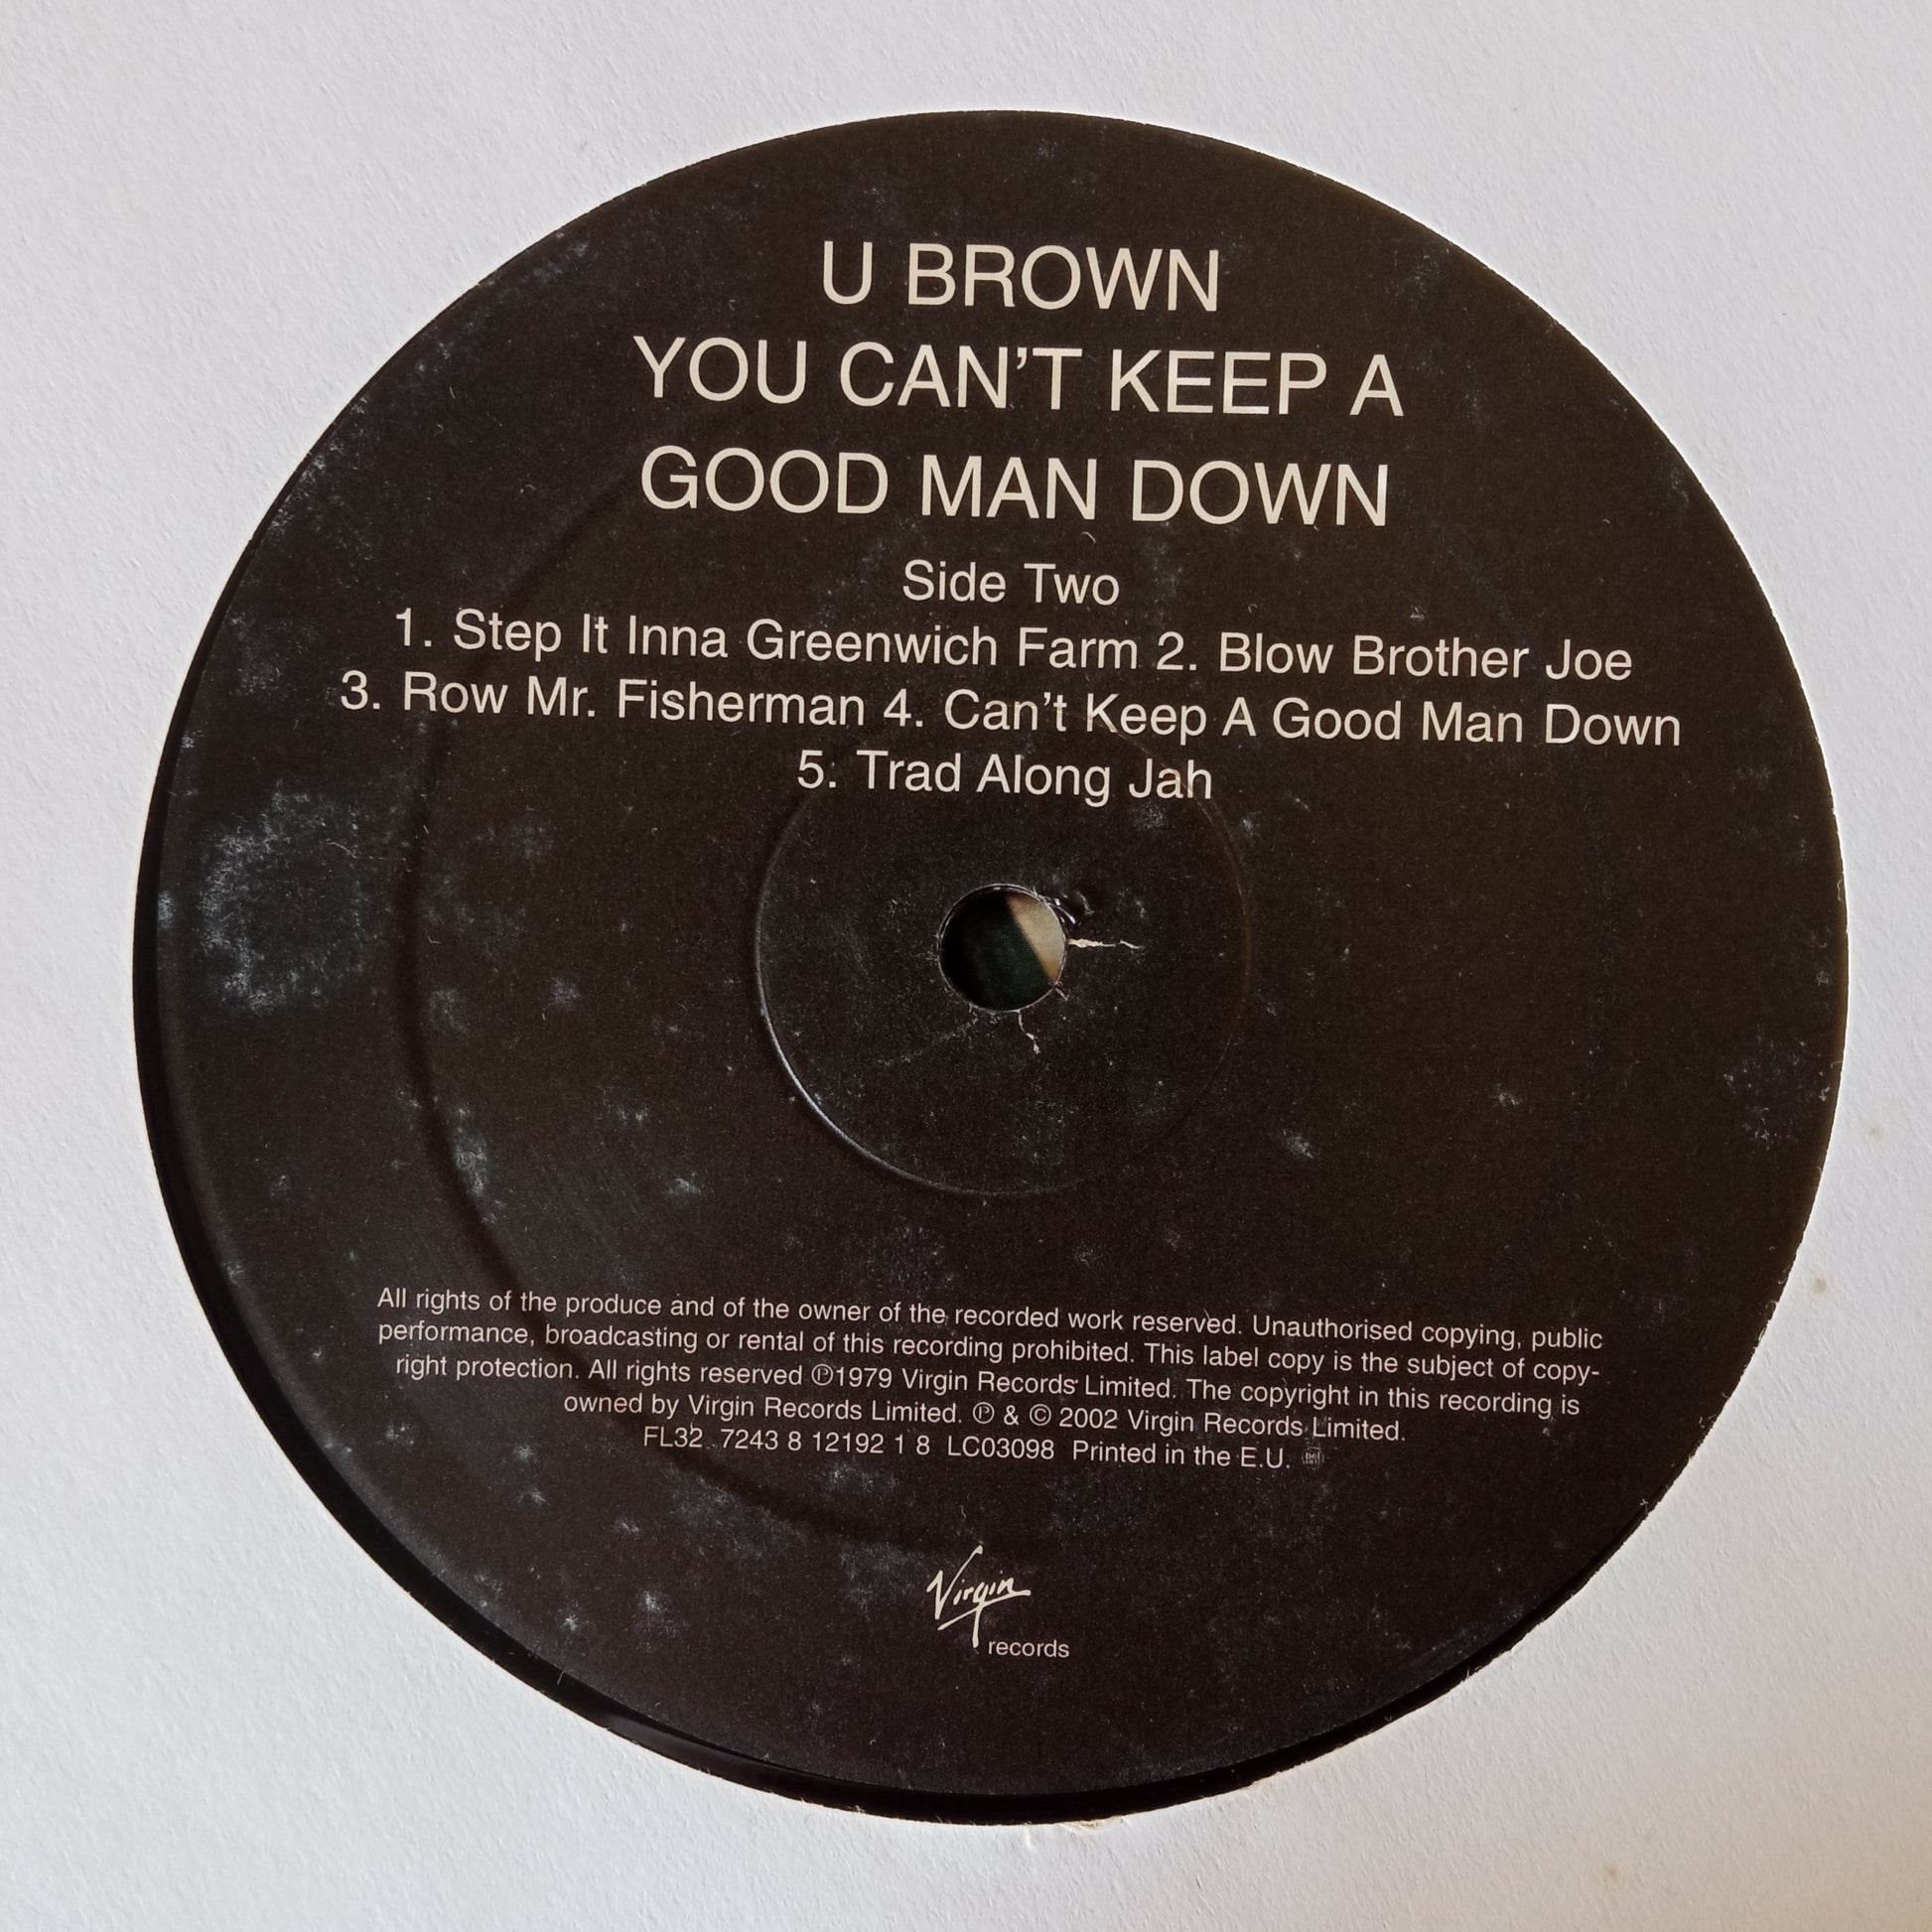 U BROWN
YOU CAN'T KEEP A
GOOD MAN DOWN
Side Two
1. Step It Inna Greenwich Farm 2. Blow Brother Joe
3. Row Mr. Fisherman 4. Can't Keep A Good Man Down
5. Trad Along Jah
All rights of the produce and of the owner of the recorded work reserved. Unauthorised copying, public
performance, broadcasting or rental of this recording prohibited. This label copy is the subject of copy-
right protection. All rights reserved ℗1979 Virgin Records Limited. The copyright in this recording is
owned by Virgin Records Limited. ℗ & © 2002 Virgin Records Limited.
FL32 7243 8 12192 1 8 LC03098 Printed in the E.U.
Virgin
records